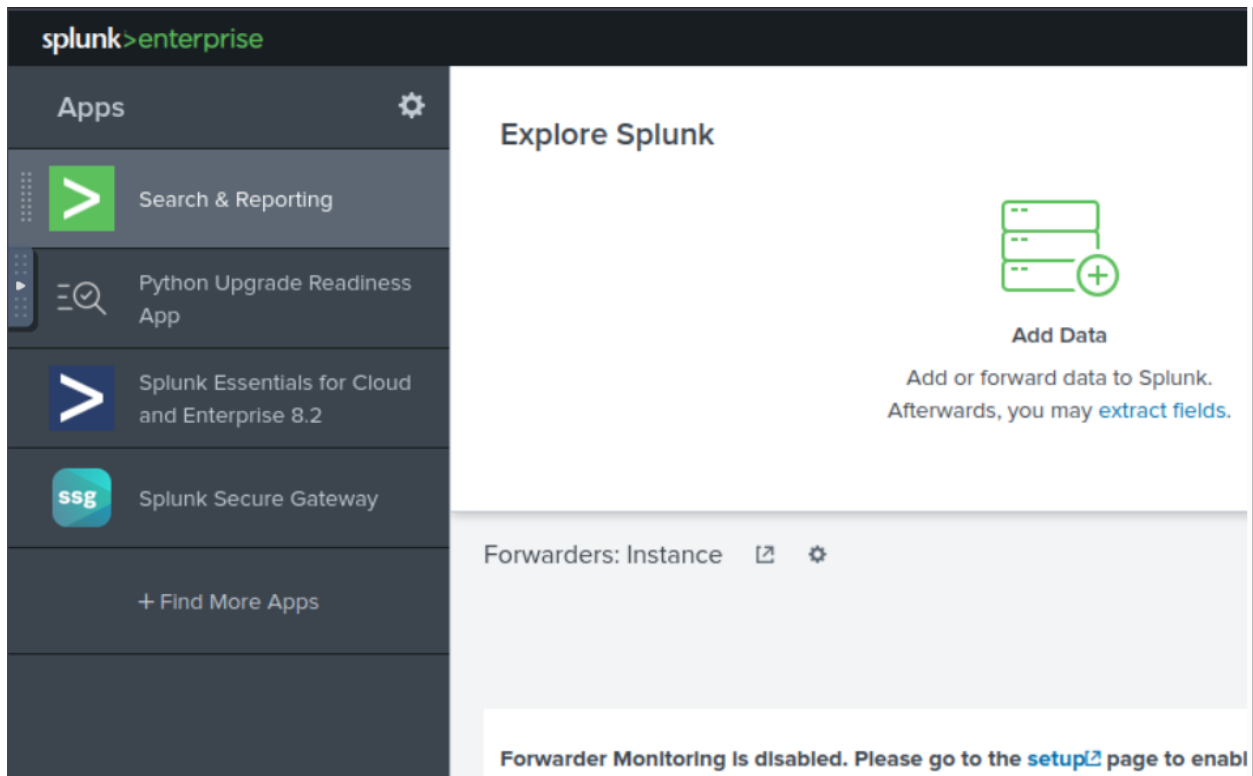 splunk>enterprise
Apps
Explore Splunk
Search & Reporting
Python Upgrade Readiness
App
Splunk Essentials for Cloud
and Enterprise 8.2
ssg
Splunk Secure Gateway
+ Find More Apps
Add Data
Add or forward data to Splunk.
Afterwards, you may extract fields.
Forwarders: Instance
Forwarder Monitoring is disabled. Please go to the setup page to enabl